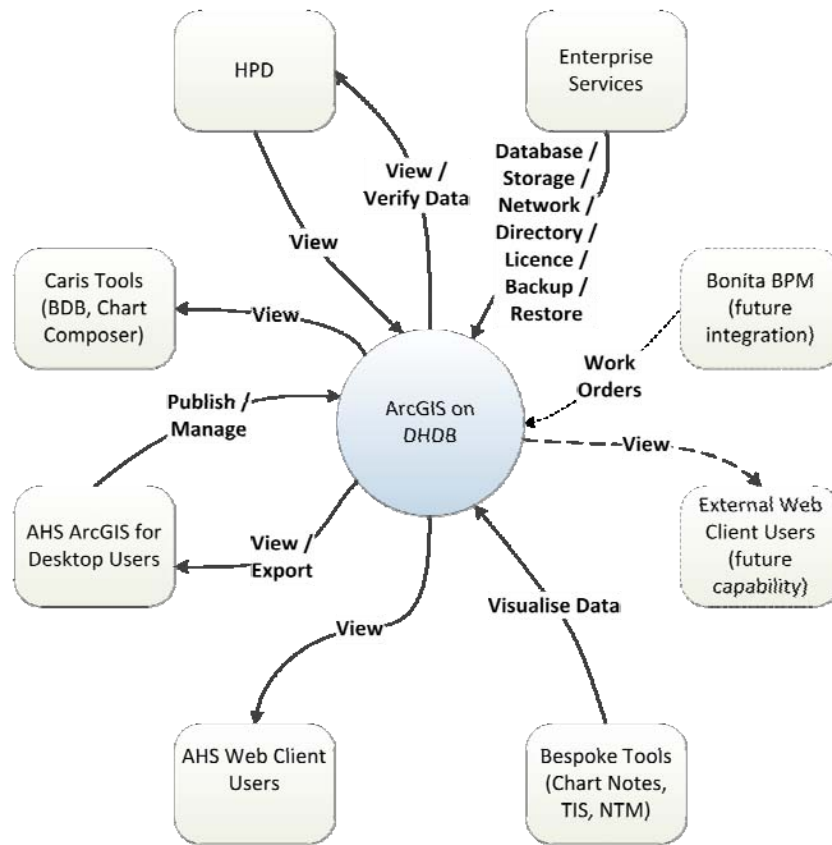 HPD
Enterprise
Services
View /
Verify Data
View
Database /
Storage /
Network /
Directory /
Licence /
Backup /
Restore
Caris Tools
(BDB, Chart
Composer)
View
Bonita BPM
(future
integration)
Work
Orders
Publish /
Manage
ArcGIS on
DHDB
View
AHS ArcGIS for
Desktop Users
View /
Export
External Web
Client Users
(future
capability)
View
Visualise Data
AHS Web Client
Users
Bespoke Tools
(Chart Notes,
TIS, NTM)